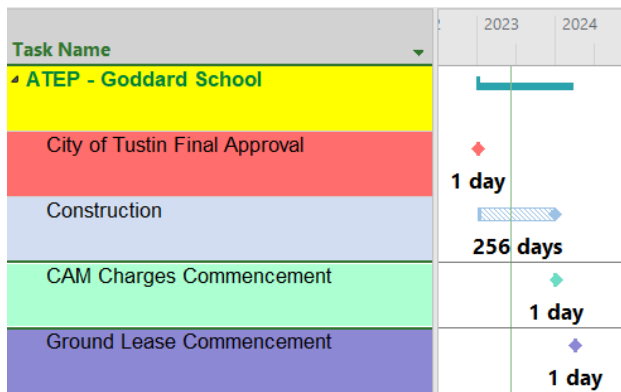 2023 2024
Task Name
ATEP - Goddard School
City of Tustin Final Approval
1 day
Construction
256 days
CAM Charges Commencement
1 day
Ground Lease Commencement
1 day